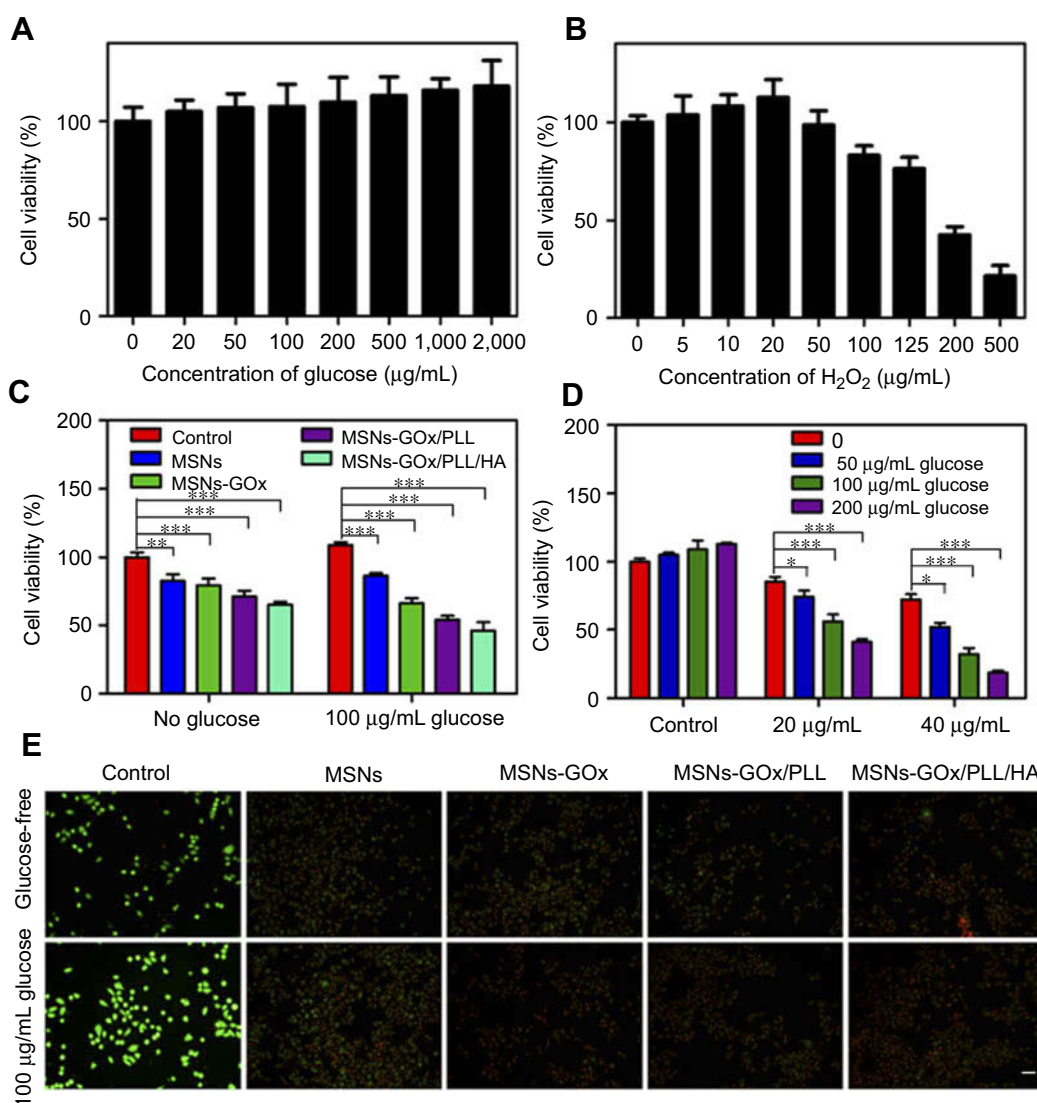 A
Cell viability (%)
100
50
0
0 20 50 100 200 500 1,000 2,000
Concentration of glucose (µg/mL)
B
Cell viability (%)
100
50
0
0 5 10 20 50 100 125 200 500
Concentration of H₂O₂ (µg/mL)
C
Cell viability (%)
200
150
100
50
0
Control
MSNs
MSNs-GOx
MSNs-GOx/PLL
MSNs-GOx/PLL/HA
***
***
***
**
***
***
***
***
No glucose 100 µg/mL glucose
D
Cell viability (%)
200
150
100
50
0
0
50 µg/mL glucose
100 µg/mL glucose
200 µg/mL glucose
***
***
*
***
***
*
Control 20 µg/mL 40 µg/mL
E
Control MSNs MSNs-GOx MSNs-GOx/PLL MSNs-GOx/PLL/HA
Glucose-free
100 µg/mL glucose